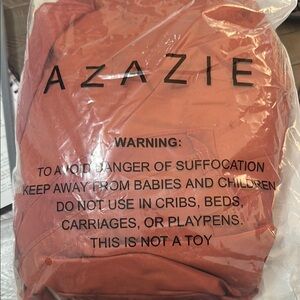 AZAZIE
WARNING:
TO AVOID DANGER OF SUFFOCATION
KEEP AWAY FROM BABIES AND CHILDREN
DO NOT USE IN CRIBS, BEDS,
CARRIAGES, OR PLAYPENS.
THIS IS NOT A TOY